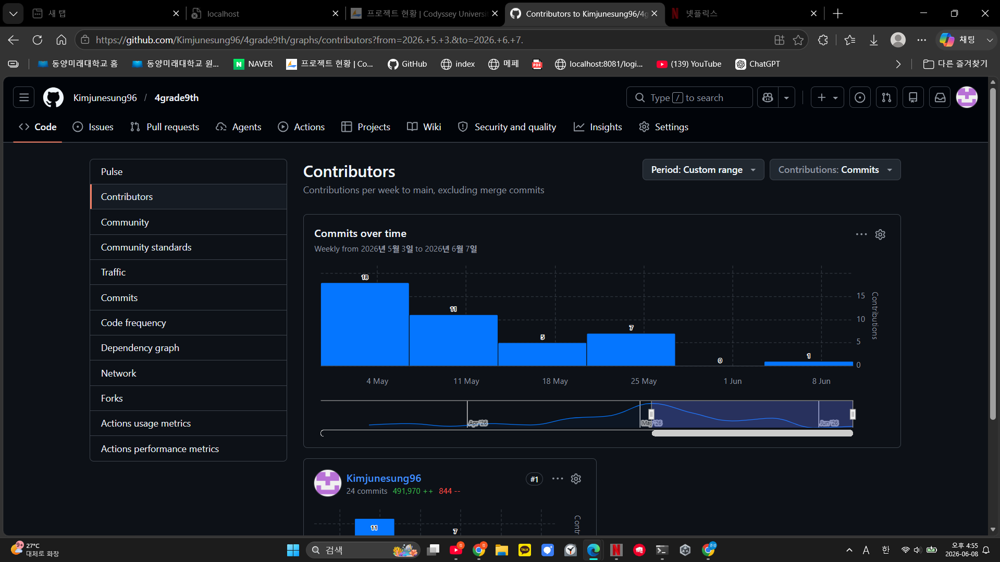 새 탭
localhost
프로젝트 현황 | Codyssey Universi
Contributors to Kimjunesung96/4g
넷플릭스
https://github.com/Kimjunesung96/4grade9th/graphs/contributors?from=2026.+5.+3.&to=2026.+6.+7.
채팅
동양미래대학교 홈
동양미래대학교 원...
NAVER
프로젝트 현황 | Co...
GitHub
index
메페
PDF
localhost:8081/logi...
(139) YouTube
ChatGPT
다른 즐겨찾기
Kimjunesung96 / 4grade9th
Type / to search
Code
Issues
Pull requests
Agents
Actions
Projects
Wiki
Security and quality
Insights
Settings
Pulse
Contributors
Community
Community standards
Traffic
Commits
Code frequency
Dependency graph
Network
Forks
Actions usage metrics
Actions performance metrics
Contributors
Period: Custom range
Contributions: Commits
Contributions per week to main, excluding merge commits
Commits over time
Weekly from 2026년 5월 3일 to 2026년 6월 7일
18
11
5
7
0
1
15
10
5
0
Contributions
4 May
11 May
18 May
25 May
1 Jun
8 Jun
Apr '26
May '26
Jun '26
Kimjunesung96
#1
24 commits 491,970 ++ 844 --
11
7
Contr
9+
27°C
대체로 화창
검색
TALK
준성
A
한
오후 4:55
2026-06-08